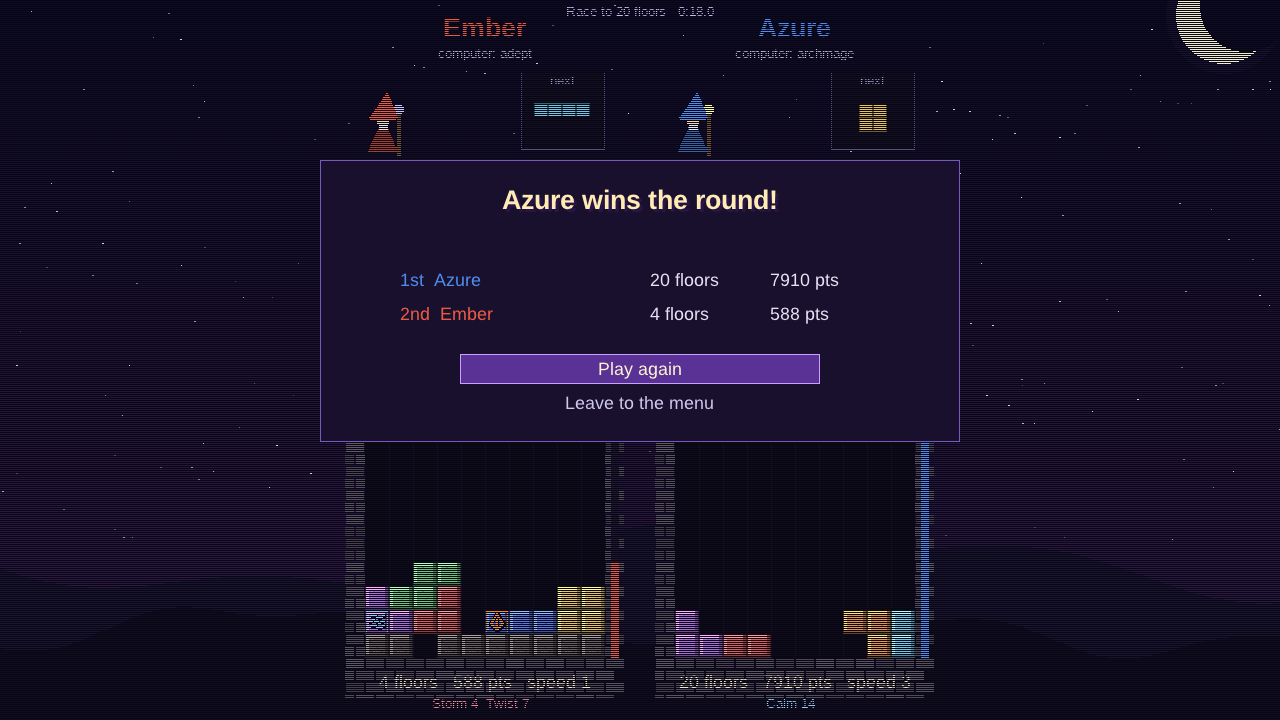 Race to 20 floors 0:18.0
Ember
Azure
computer: adept
computer: archmage
next
next
Azure wins the round!
1st Azure 20 floors 7910 pts
2nd Ember 4 floors 588 pts
Play again
Leave to the menu
4 floors 588 pts speed 1
20 floors 7910 pts speed 3
Storm 4 Twist 7
Calm 14